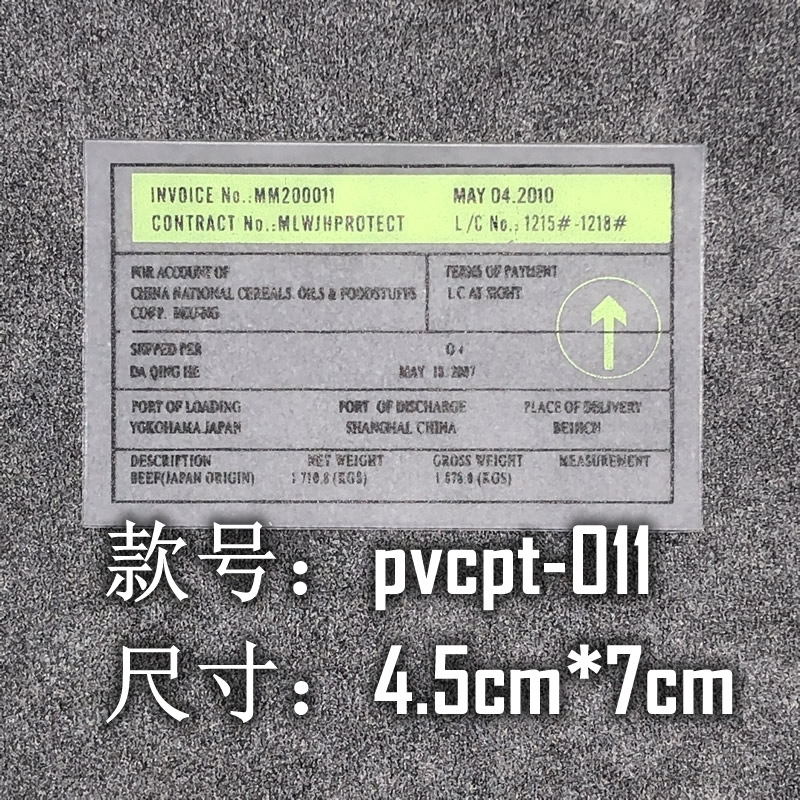 INVOICE No.:MM200011 MAY 04.2010
CONTRACT No.:MLWJHPROTECT L/C No.: 1215#-1218#
FOR ACCOUNT OF TERMS OF PAYMENT
CHINA NATIONAL CEREALS. OILS & FOODSTUFFS L C AT SIGHT
CORP.
SHIPPED PER
DA QING HE MAY
PORT OF LOADING PORT OF DISCHARGE PLACE OF DELIVERY
YOKOHAMA JAPAN SHANGHAI CHINA
DESCRIPTION NET WEIGHT GROSS WEIGHT MEASUREMENT
BEEF(JAPAN ORIGIN) (KGS) (KGS)
款号：pvcpt-011
尺寸：4.5cm*7cm